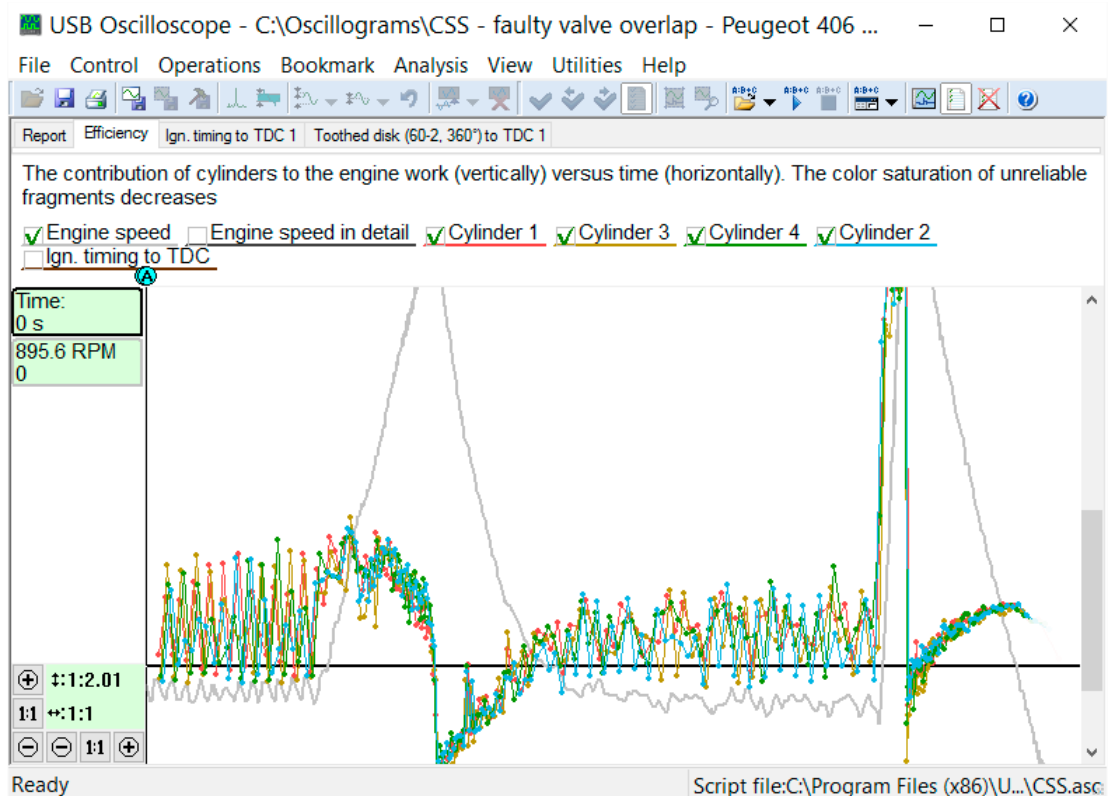 USB Oscilloscope - C:\Oscillograms\CSS - faulty valve overlap - Peugeot 406 ...
File Control Operations Bookmark Analysis View Utilities Help
A:B+C A:B+C A:B+C A:B+C
Report Efficiency Ign. timing to TDC 1 Toothed disk (60-2, 360°) to TDC 1
The contribution of cylinders to the engine work (vertically) versus time (horizontally). The color saturation of unreliable
fragments decreases
Engine speed Engine speed in detail Cylinder 1 Cylinder 3 Cylinder 4 Cylinder 2
Ign. timing to TDC
A
Time:
0 s
895.6 RPM
0
↕:1:2.01
1:1 ↔:1:1
1:1
Ready Script file:C:\Program Files (x86)\U...\CSS.asc